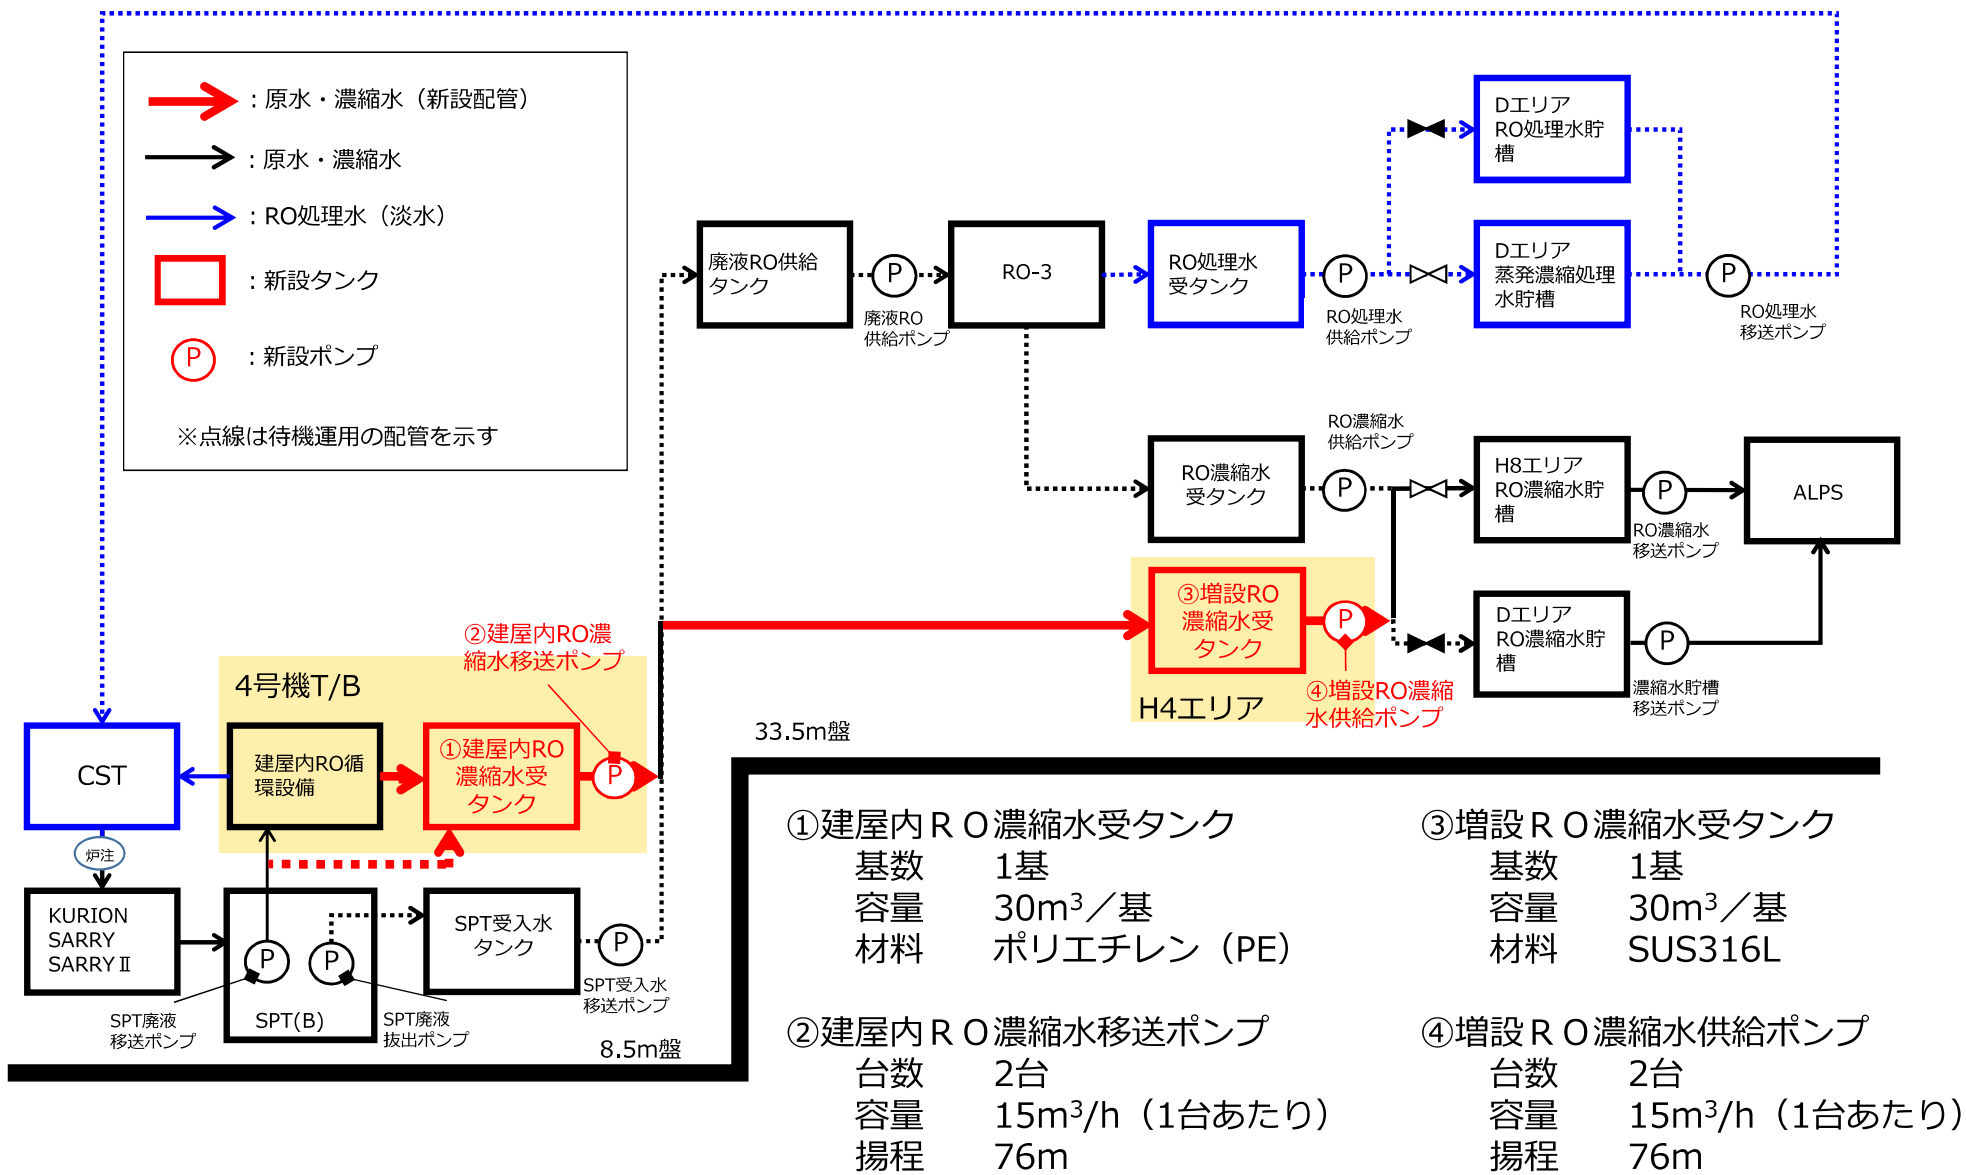 ：原水・濃縮水（新設配管）
：原水・濃縮水
：RO処理水（淡水）
：新設タンク
P
：新設ポンプ
※点線は待機運用の配管を示す
Dエリア
RO処理水貯
槽
廃液RO供給
タンク
P
廃液RO
供給ポンプ
RO-3
RO処理水
受タンク
P
RO処理水
供給ポンプ
Dエリア
蒸発濃縮処理
水貯槽
P
RO処理水
移送ポンプ
RO濃縮水
受タンク
RO濃縮水
供給ポンプ
P
H8エリア
RO濃縮水貯
槽
P
RO濃縮水
移送ポンプ
ALPS
③増設RO
濃縮水受
タンク
P
④増設RO濃縮
水供給ポンプ
H4エリア
Dエリア
RO濃縮水貯
槽
P
濃縮水貯槽
移送ポンプ
②建屋内RO濃
縮水移送ポンプ
4号機T/B
CST
建屋内RO循
環設備
①建屋内RO
濃縮水受
タンク
P
33.5m盤
炉注
KURION
SARRY
SARRYⅡ
P
P
SPT(B)
SPT廃液
移送ポンプ
SPT廃液
抜出ポンプ
SPT受入水
タンク
P
SPT受入水
移送ポンプ
8.5m盤
①建屋内ＲＯ濃縮水受タンク
基数 1基
容量 30m³／基
材料 ポリエチレン（PE）
②建屋内ＲＯ濃縮水移送ポンプ
台数 2台
容量 15m³/h（1台あたり）
揚程 76m
③増設ＲＯ濃縮水受タンク
基数 1基
容量 30m³／基
材料 SUS316L
④増設ＲＯ濃縮水供給ポンプ
台数 2台
容量 15m³/h（1台あたり）
揚程 76m